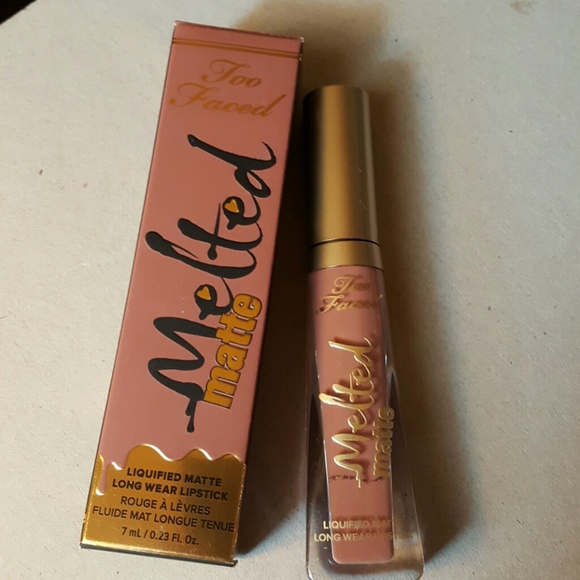 Too
Faced
Melted
matte
LIQUIFIED MATTE
LONG WEAR LIPSTICK
ROUGE À LÈVRES
FLUIDE MAT LONGUE TENUE
7 mL / 0.23 Fl. Oz.
Too
Faced
Melted
matte
LIQUIFIED
LONG WEAR